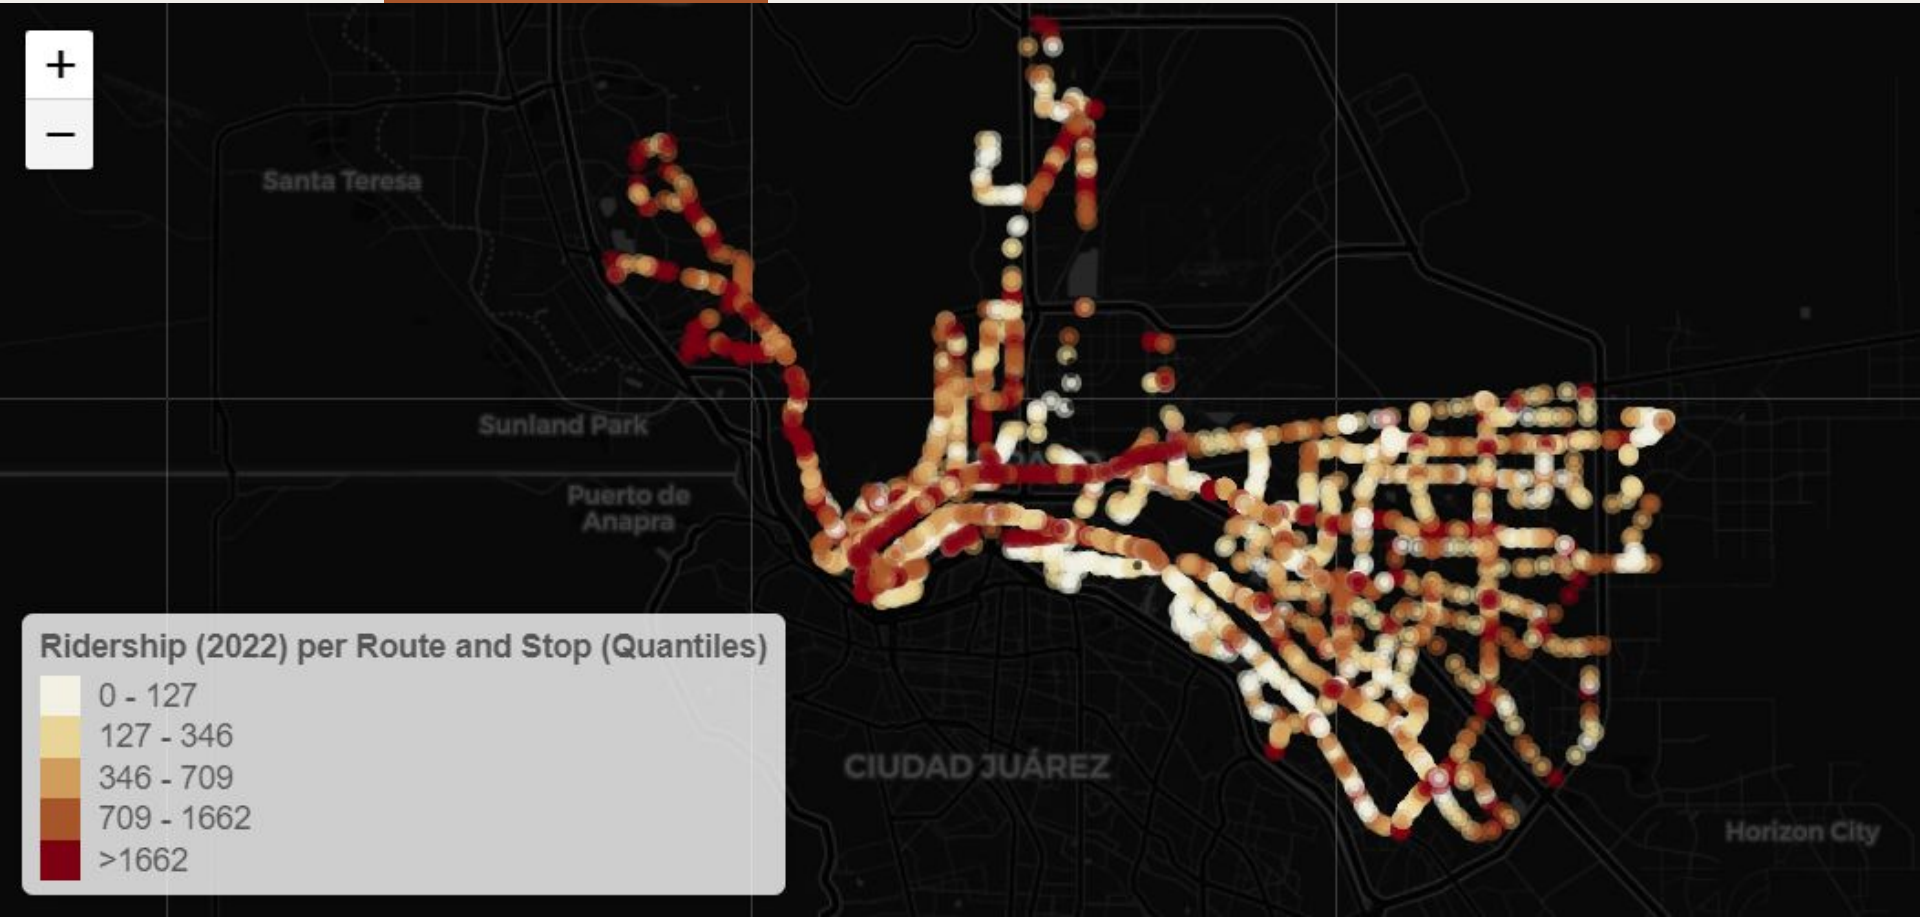 +
−
Santa Teresa
Sunland Park
Puerto de
Anapra
Ridership (2022) per Route and Stop (Quantiles)
0 - 127
127 - 346
346 - 709
709 - 1662
>1662
CIUDAD JUÁREZ
Horizon City